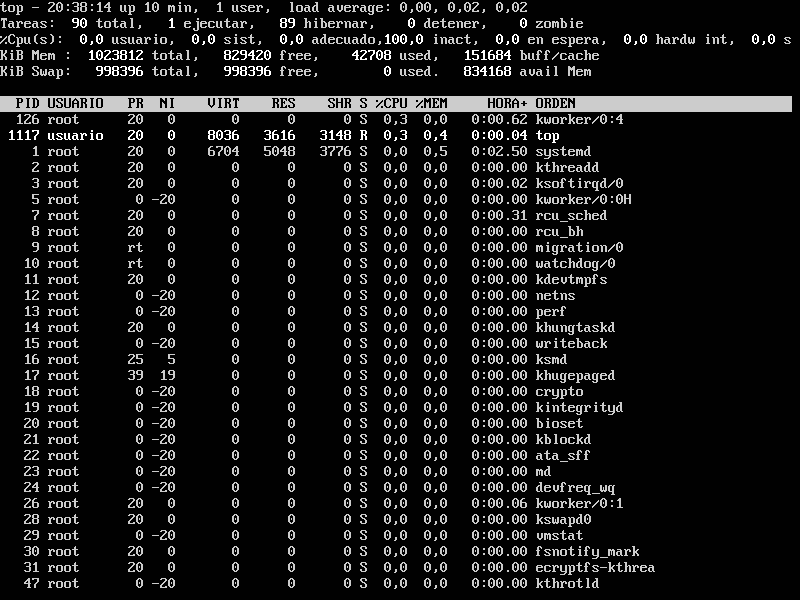 top - 20:38:14 up 10 min,  1 user,  load average: 0,00, 0,02, 0,02
Tareas:  90 total,   1 ejecutar,  89 hibernar,   0 detener,   0 zombie
%Cpu(s):  0,0 usuario,  0,0 sist,  0,0 adecuado,100,0 inact,  0,0 en espera,  0,0 hardw int,  0,0 s
KiB Mem :  1023812 total,   829420 free,    42708 used,   151684 buff/cache
KiB Swap:   998396 total,   998396 free,        0 used.   834168 avail Mem
PID USUARIO   PR  NI    VIRT    RES    SHR S %CPU %MEM     HORA+ ORDEN
126 root      20   0       0      0      0 S  0,3  0,0   0:00.62 kworker/0:4
1117 usuario   20   0    8036   3616   3148 R  0,3  0,4   0:00.04 top
1 root      20   0    6704   5048   3776 S  0,0  0,5   0:02.50 systemd
2 root      20   0       0      0      0 S  0,0  0,0   0:00.00 kthreadd
3 root      20   0       0      0      0 S  0,0  0,0   0:00.02 ksoftirqd/0
5 root       0 -20       0      0      0 S  0,0  0,0   0:00.00 kworker/0:0H
7 root      20   0       0      0      0 S  0,0  0,0   0:00.31 rcu_sched
8 root      20   0       0      0      0 S  0,0  0,0   0:00.00 rcu_bh
9 root      rt   0       0      0      0 S  0,0  0,0   0:00.00 migration/0
10 root      rt   0       0      0      0 S  0,0  0,0   0:00.00 watchdog/0
11 root      20   0       0      0      0 S  0,0  0,0   0:00.00 kdevtmpfs
12 root       0 -20       0      0      0 S  0,0  0,0   0:00.00 netns
13 root       0 -20       0      0      0 S  0,0  0,0   0:00.00 perf
14 root      20   0       0      0      0 S  0,0  0,0   0:00.00 khungtaskd
15 root       0 -20       0      0      0 S  0,0  0,0   0:00.00 writeback
16 root      25   5       0      0      0 S  0,0  0,0   0:00.00 ksmd
17 root      39  19       0      0      0 S  0,0  0,0   0:00.00 khugepaged
18 root       0 -20       0      0      0 S  0,0  0,0   0:00.00 crypto
19 root       0 -20       0      0      0 S  0,0  0,0   0:00.00 kintegrityd
20 root       0 -20       0      0      0 S  0,0  0,0   0:00.00 bioset
21 root       0 -20       0      0      0 S  0,0  0,0   0:00.00 kblockd
22 root       0 -20       0      0      0 S  0,0  0,0   0:00.00 ata_sff
23 root       0 -20       0      0      0 S  0,0  0,0   0:00.00 md
24 root       0 -20       0      0      0 S  0,0  0,0   0:00.00 devfreq_wq
26 root      20   0       0      0      0 S  0,0  0,0   0:00.06 kworker/0:1
28 root      20   0       0      0      0 S  0,0  0,0   0:00.00 kswapd0
29 root       0 -20       0      0      0 S  0,0  0,0   0:00.00 vmstat
30 root      20   0       0      0      0 S  0,0  0,0   0:00.00 fsnotify_mark
31 root      20   0       0      0      0 S  0,0  0,0   0:00.00 ecryptfs-kthrea
47 root       0 -20       0      0      0 S  0,0  0,0   0:00.00 kthrotld